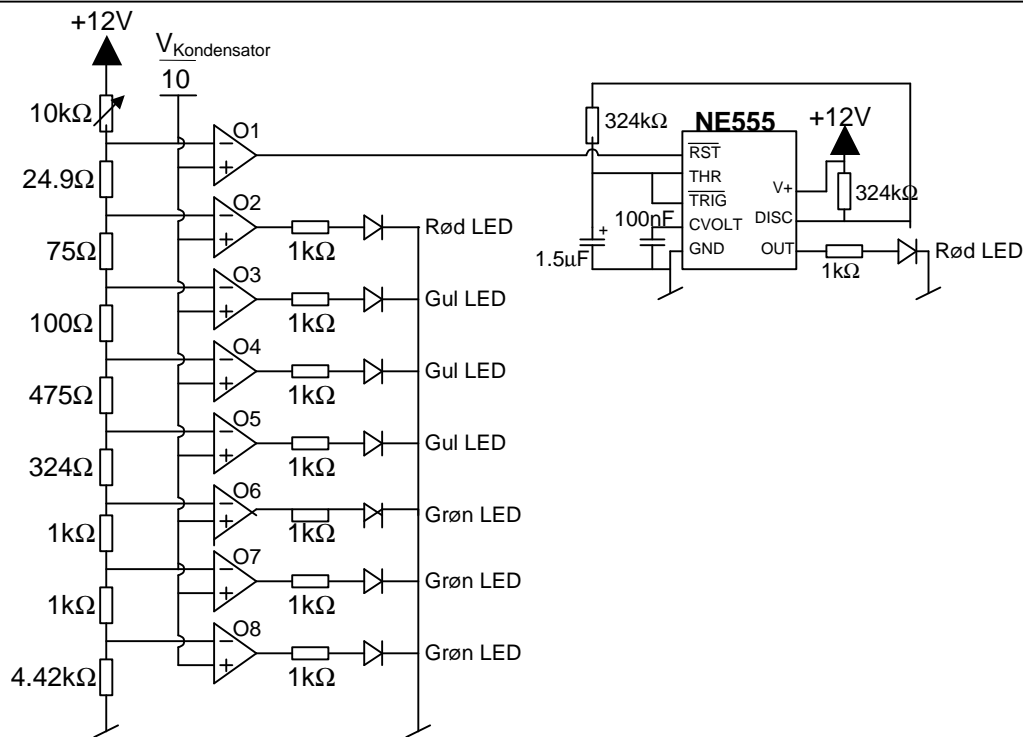 +12V
V Kondensator
10
10kΩ
24.9Ω
75Ω
100Ω
475Ω
324Ω
1kΩ
1kΩ
4.42kΩ
O1
O2
1kΩ
Rød LED
O3
1kΩ
Gul LED
O4
1kΩ
Gul LED
O5
1kΩ
Gul LED
O6
1kΩ
Grøn LED
O7
1kΩ
Grøn LED
O8
1kΩ
Grøn LED
324kΩ
NE555
+12V
RST
THR
TRIG
CVOLT
GND
V+
DISC
OUT
324kΩ
100nF
1.5μF
+
1kΩ
Rød LED